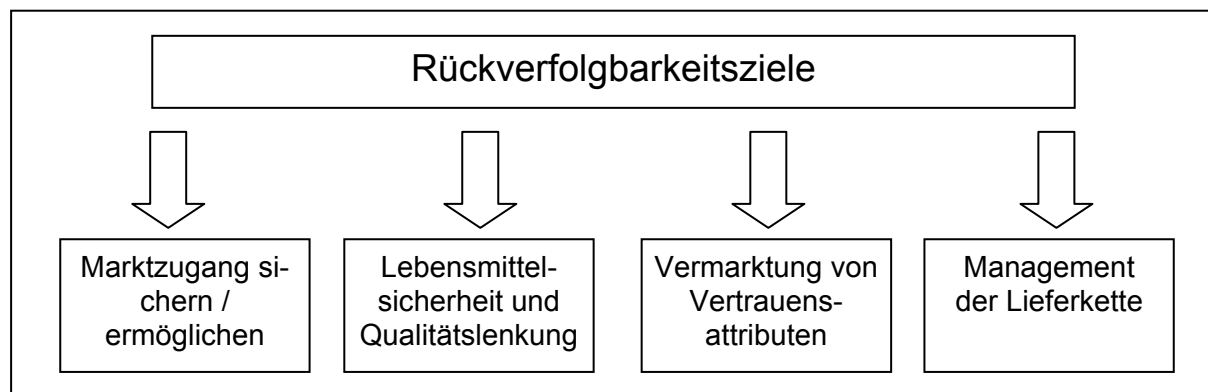 Rückverfolgbarkeitsziele
Marktzugang si-
chern /
ermöglichen
Lebensmittel-
sicherheit und
Qualitätslenkung
Vermarktung von
Vertrauens-
attributen
Management
der Lieferkette